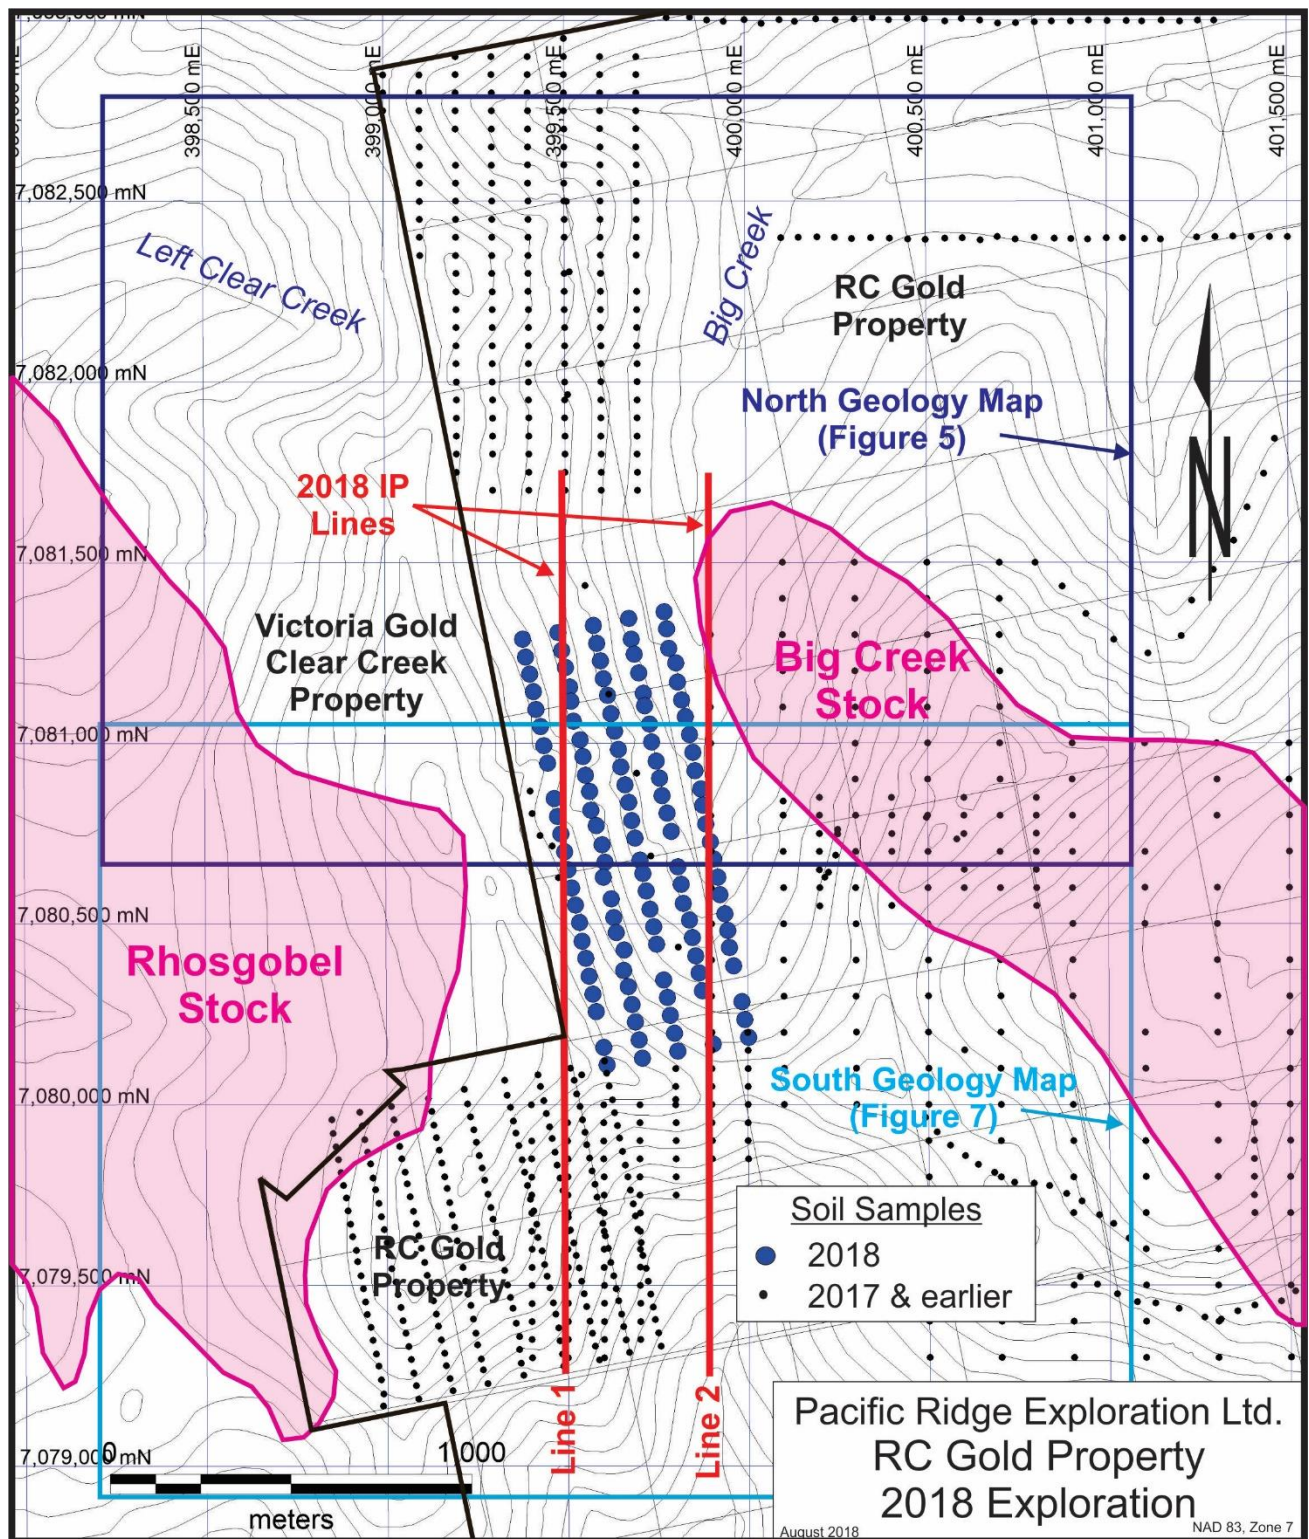 398,500 mE
399,000 mE
399,500 mE
400,000 mE
400,500 mE
401,000 mE
401,500 mE
7,082,500 mN
Left Clear Creek
Big Creek
RC Gold
Property
7,082,000 mN
North Geology Map
(Figure 5)
N
2018 IP
Lines
7,081,500 mN
Victoria Gold
Clear Creek
Property
Big Creek
Stock
7,081,000 mN
7,080,500 mN
Rhosgobel
Stock
South Geology Map
(Figure 7)
7,080,000 mN
RC Gold
Property
7,079,500 mN
Soil Samples
2018
2017 & earlier
Line 1
Line 2
7,079,000 mN
0
1000
meters
Pacific Ridge Exploration Ltd.
RC Gold Property
2018 Exploration
August 2018
NAD 83, Zone 7